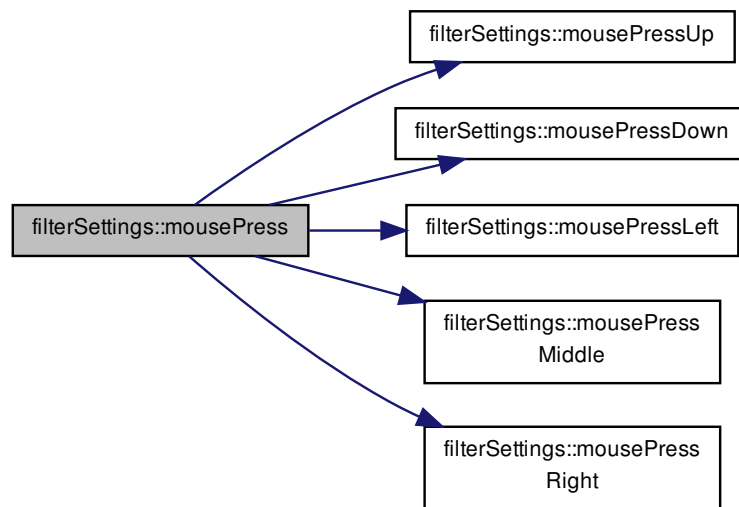 filterSettings::mousePressUp
filterSettings::mousePressDown
filterSettings::mousePress
filterSettings::mousePressLeft
filterSettings::mousePress
Middle
filterSettings::mousePress
Right